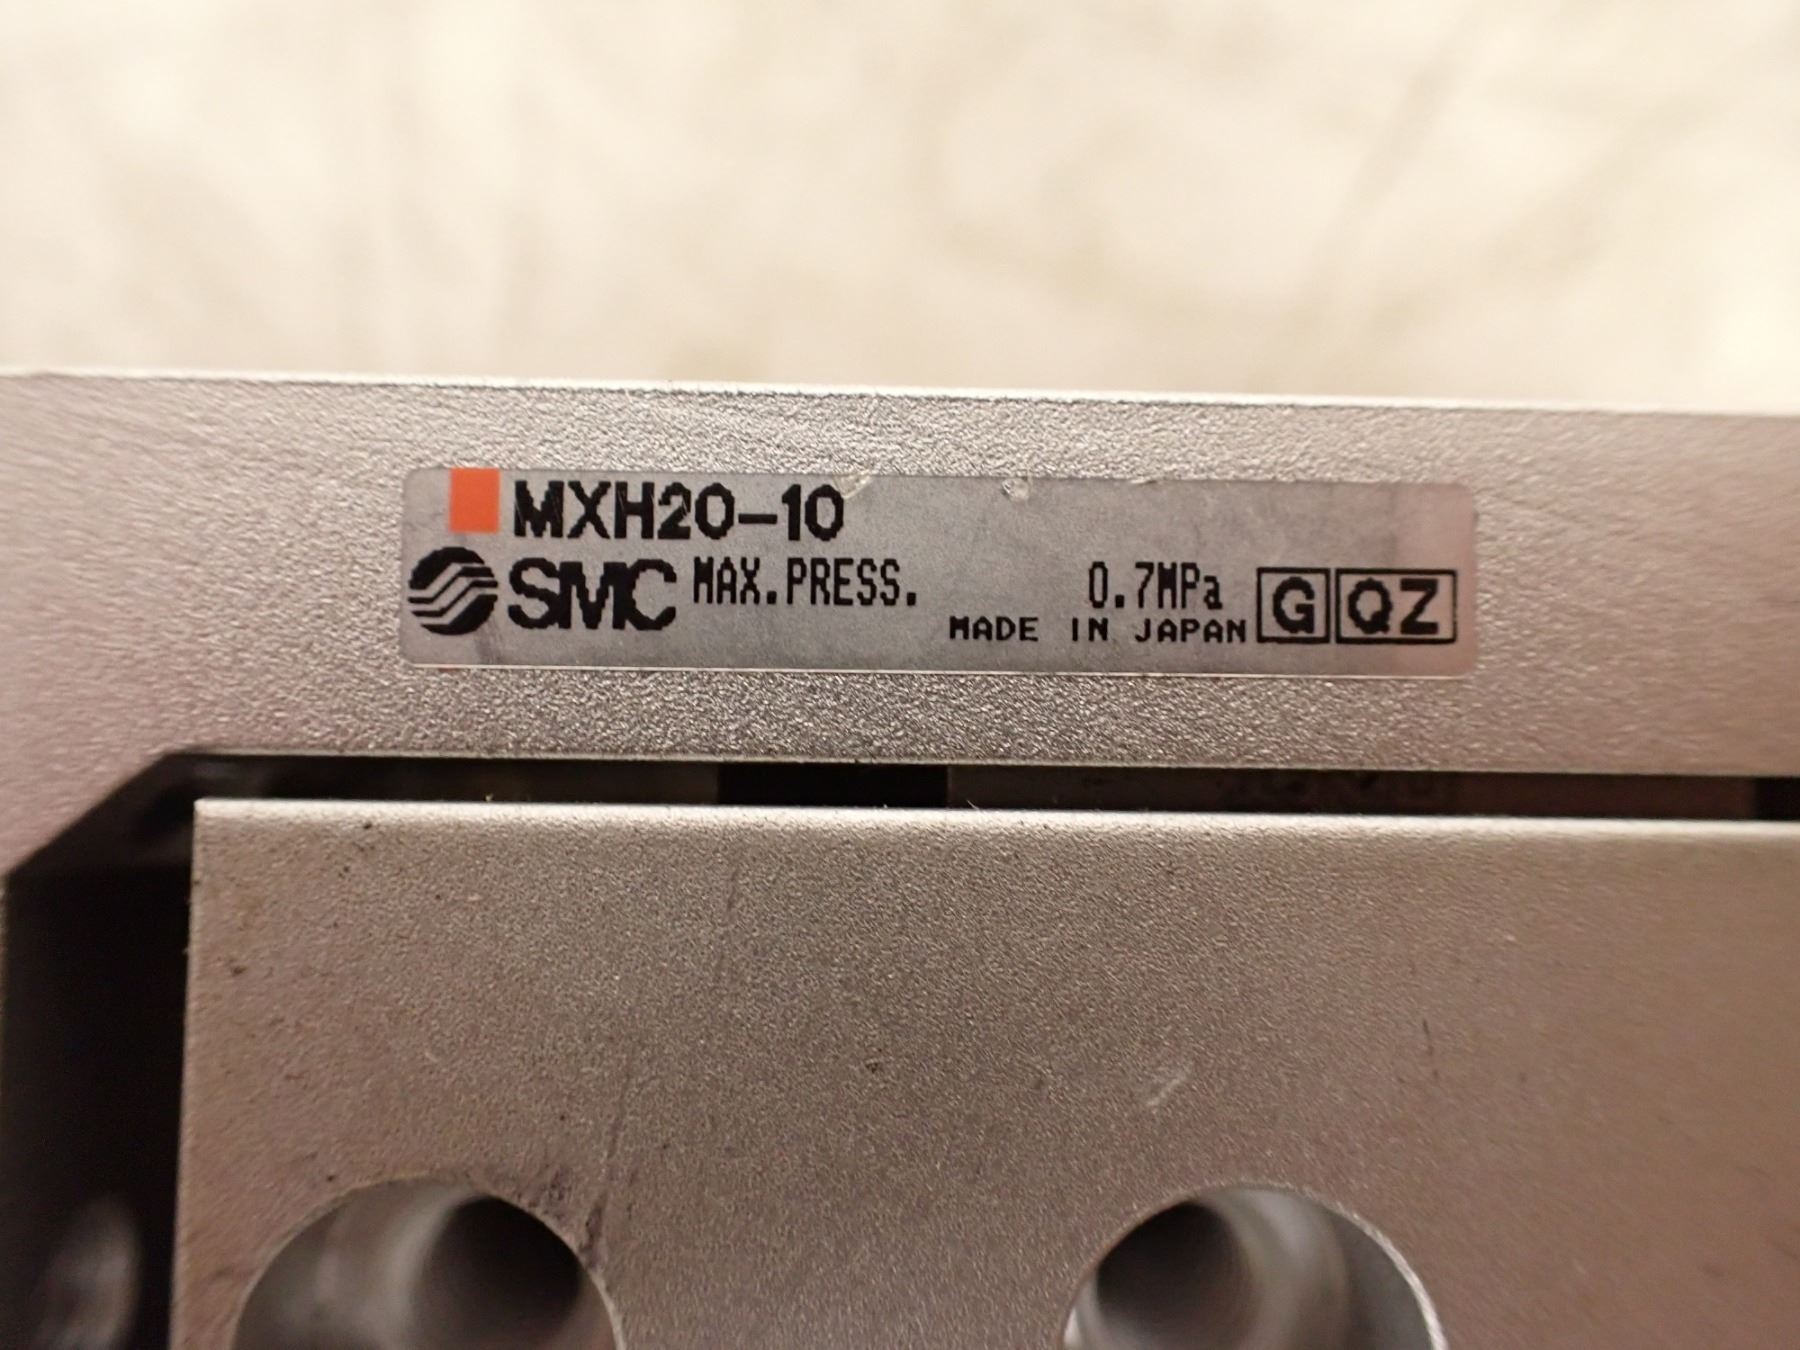 MXH20-10
SMC MAX.PRESS. 0.7MPa
MADE IN JAPAN G QZ